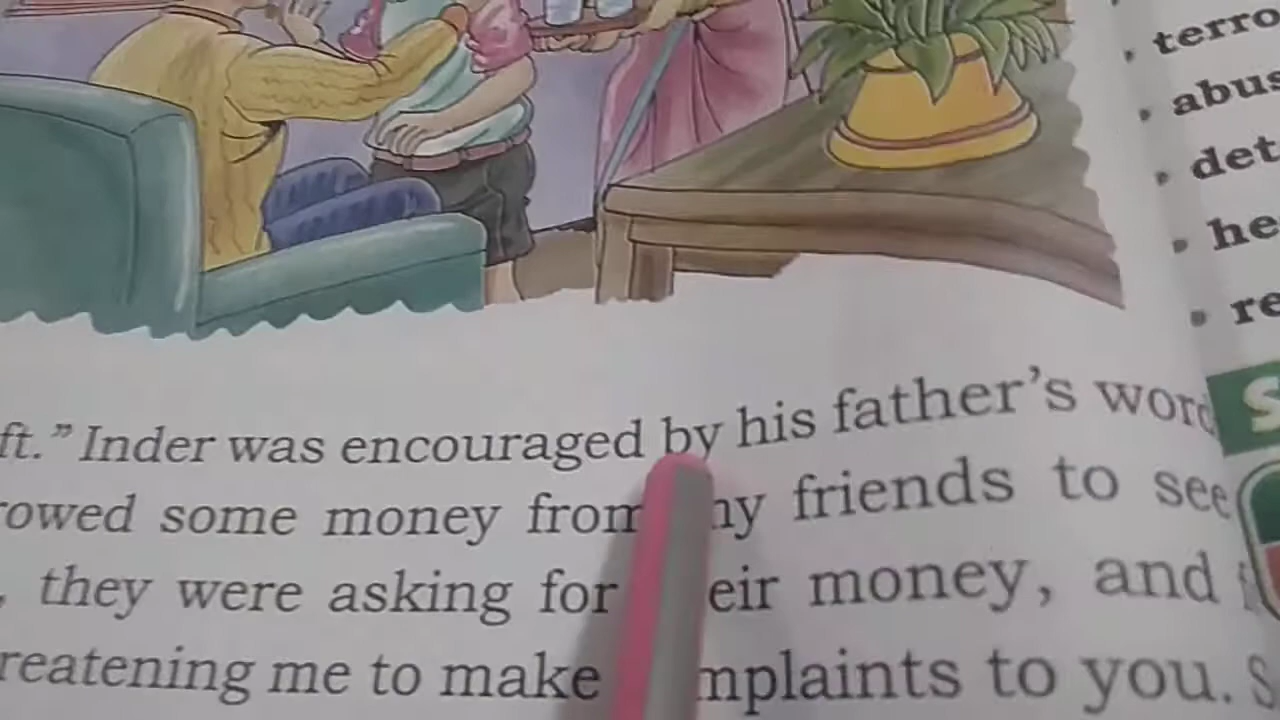 ft.” Inder was encouraged by his father’s word
rowed some money from my friends to see
, they were asking for eir money, and
reatening me to make mplaints to you. S
terro
abus
det
he
re
S